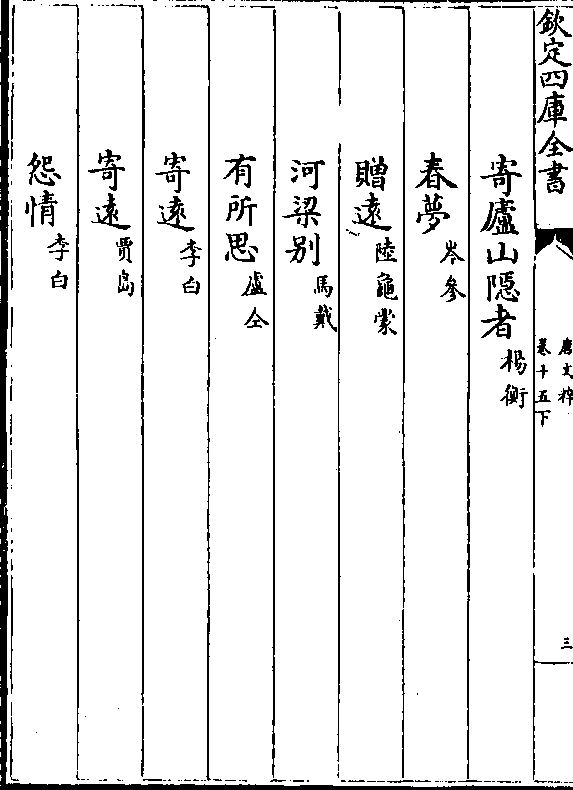 欽定四庫全書
唐文粹
卷十五下
三
寄廬山隠者楊衡
春夢岑參
贈遠陸龜蒙
河梁别馬戴
有所思盧仝
寄遠李白
寄遠賈島
怨情李白